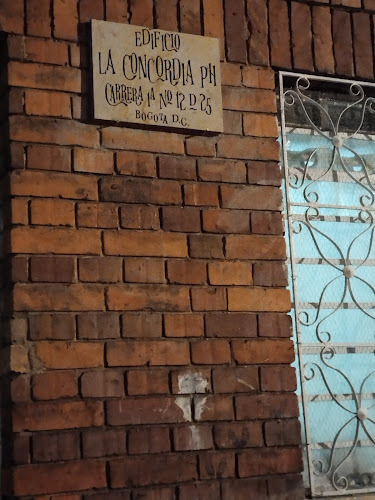 EDIFICIO
LA CONCORDIA PH
CARRERA 1A NO 12 D 25
BOGOTA D.C.